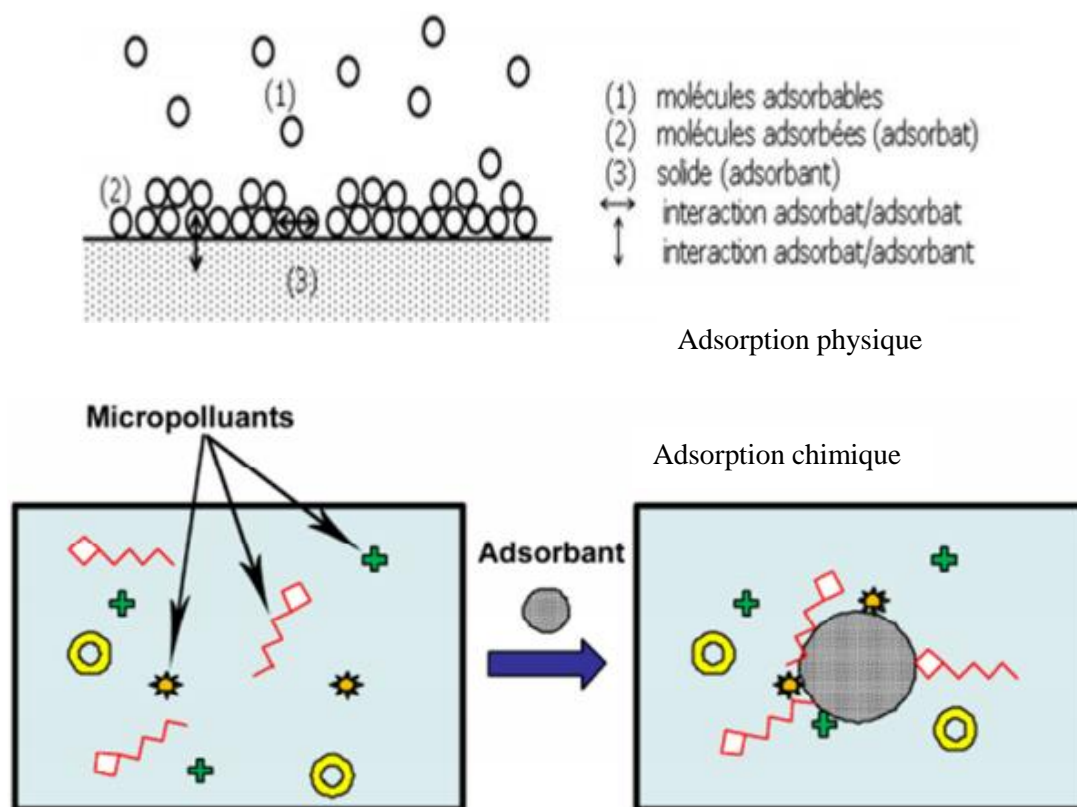 (1)
(2)
(3)
(1) molécules adsorbables
(2) molécules adsorbées (adsorbat)
(3) solide (adsorbant)
interaction adsorbat/adsorbat
interaction adsorbat/adsorbant
Adsorption physique
Micropolluants
Adsorption chimique
Adsorbant